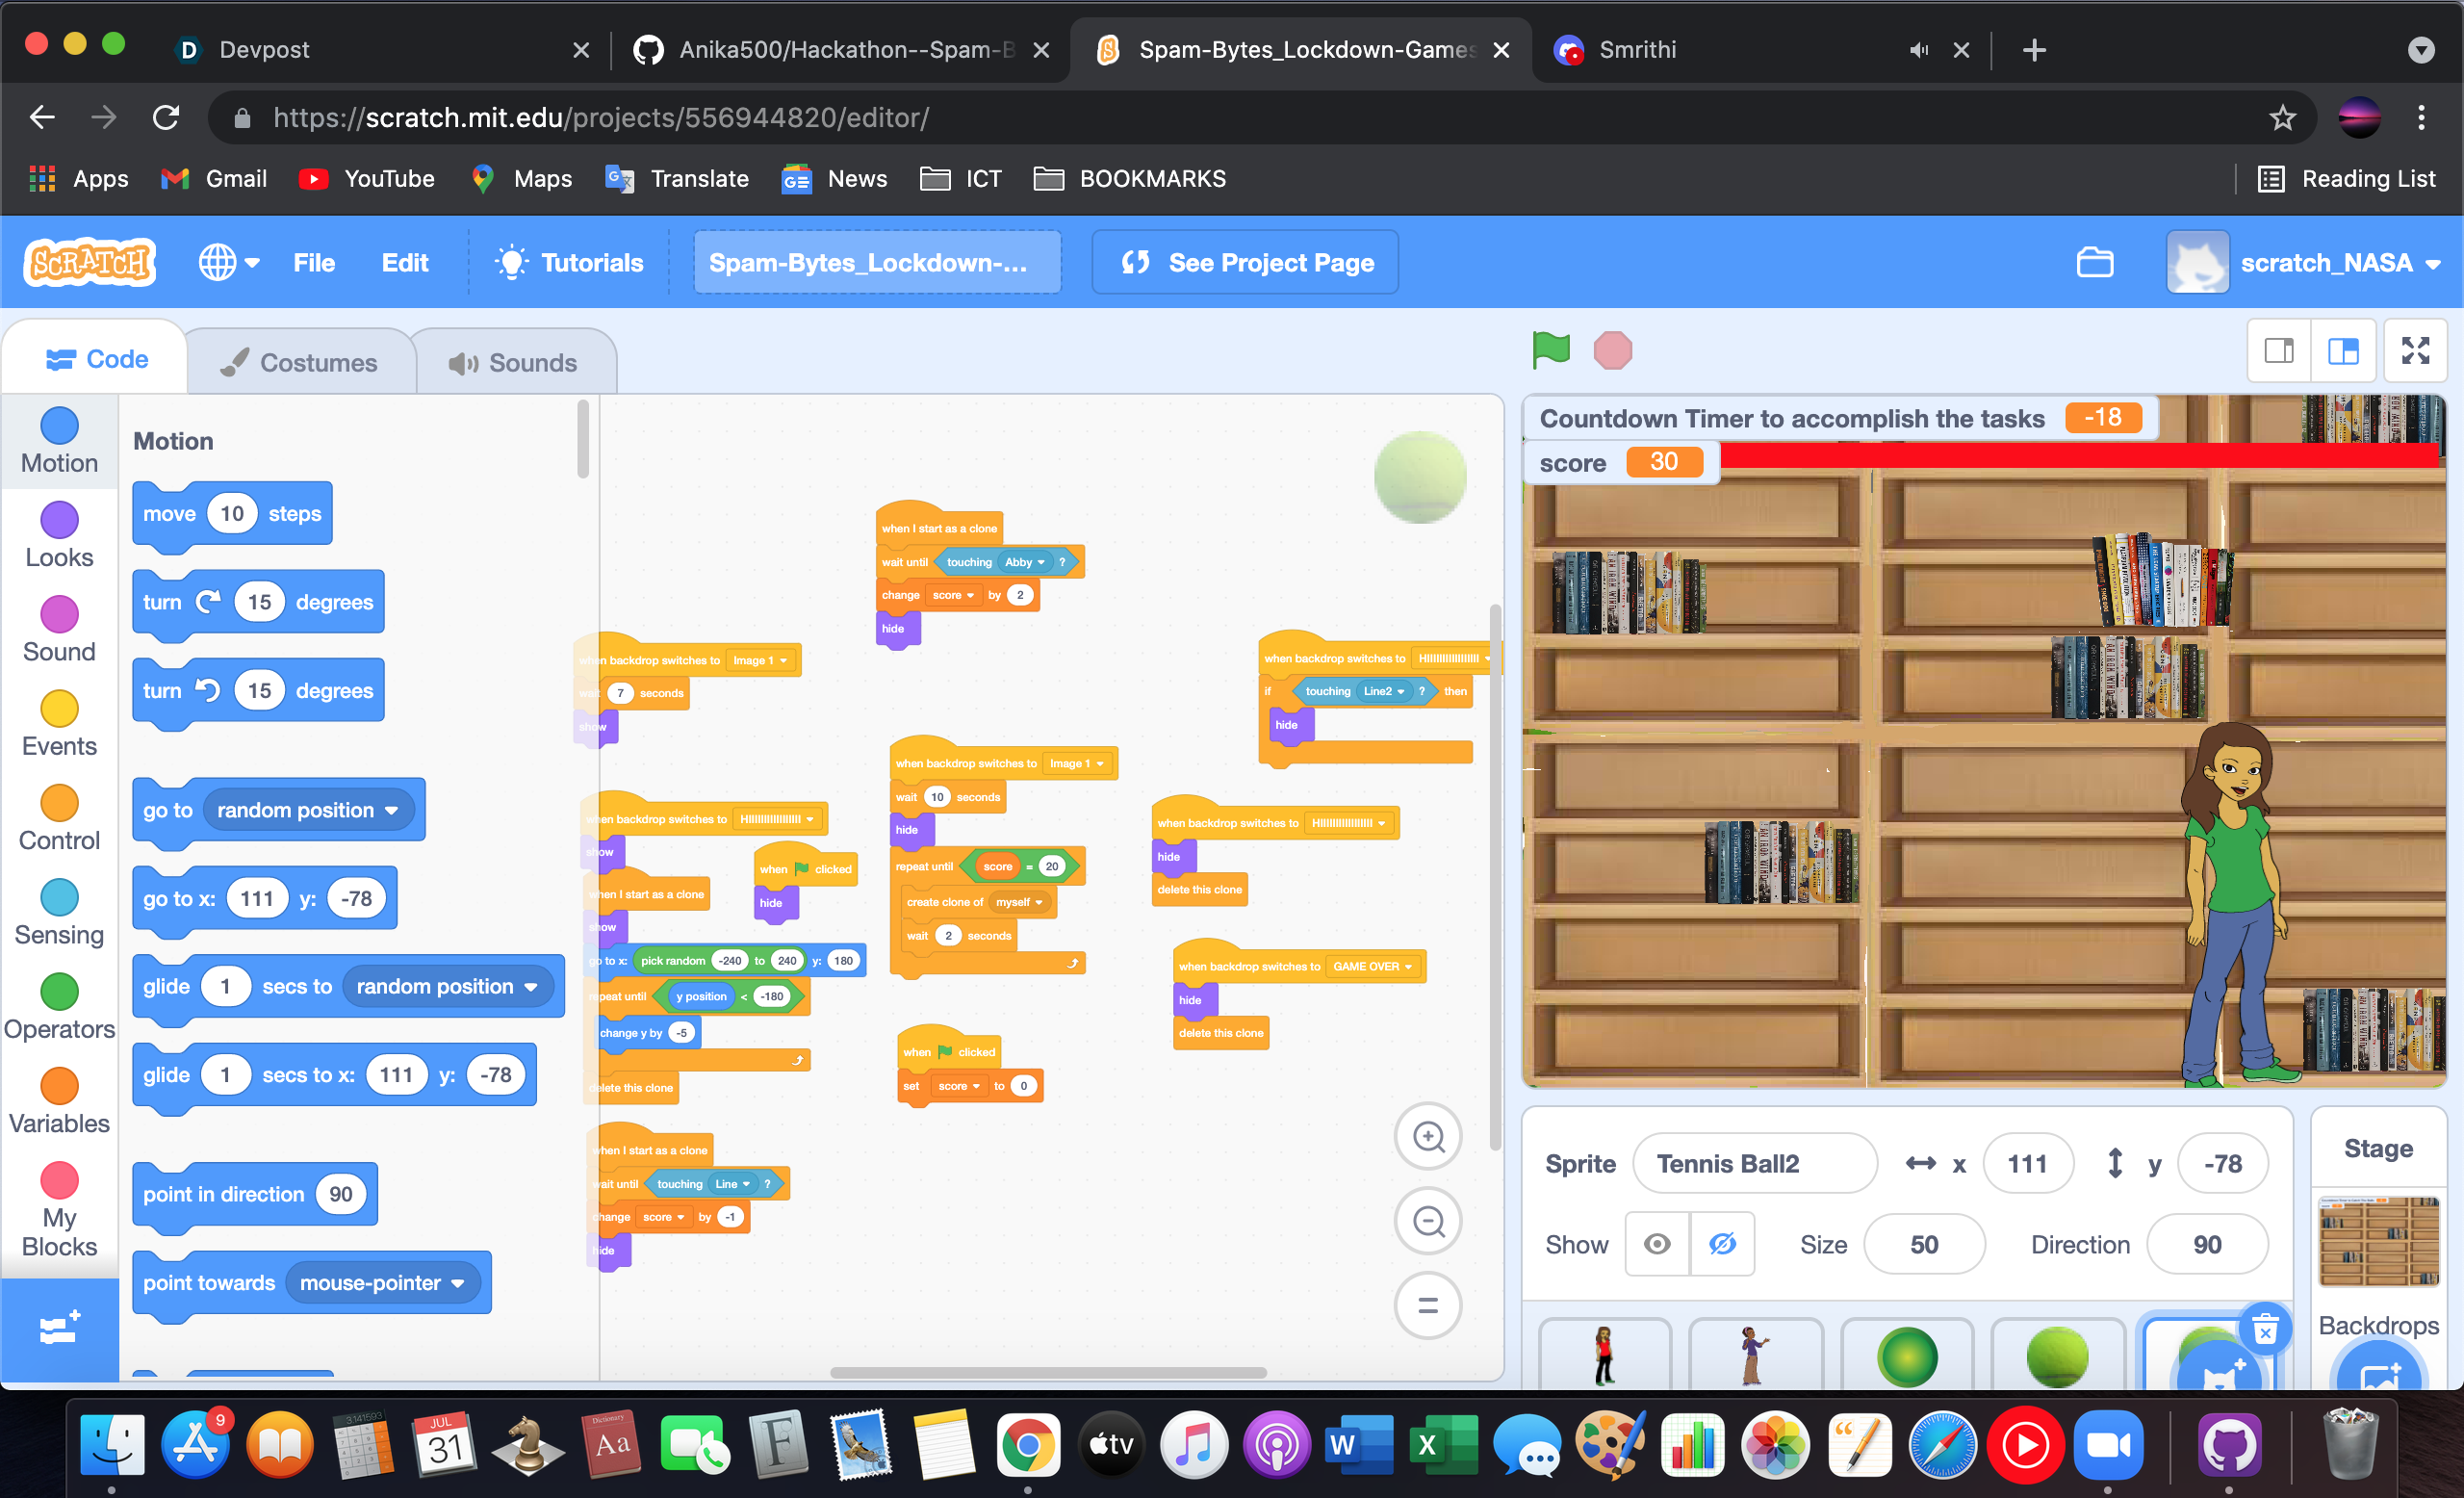 Devpost
Anika500/Hackathon--Spam-B
Spam-Bytes_Lockdown-Games
Smrithi
https://scratch.mit.edu/projects/556944820/editor/
Apps Gmail YouTube Maps Translate News ICT BOOKMARKS Reading List
SCRATCH File Edit Tutorials Spam-Bytes_Lockdown-... See Project Page scratch_NASA
Code Costumes Sounds
Motion
Looks
Sound
Events
Control
Sensing
Operators
Variables
My
Blocks
Motion
move 10 steps
turn 15 degrees
turn 15 degrees
go to random position
go to x: 111 y: -78
glide 1 secs to random position
glide 1 secs to x: 111 y: -78
point in direction 90
point towards mouse-pointer
when I start as a clone
wait until touching Abby ?
change score by 2
hide
when backdrop switches to Image 1
wait 7 seconds
show
when backdrop switches to
if touching Line2 ? then
hide
when backdrop switches to Image 1
wait 10 seconds
hide
repeat until score = 20
create clone of myself
wait 2 seconds
when backdrop switches to
show
when clicked
hide
when I start as a clone
show
go to x: pick random -240 to 240 y: 180
repeat until y position < -180
change y by -5
delete this clone
when backdrop switches to
hide
delete this clone
when backdrop switches to GAME OVER
hide
delete this clone
when clicked
set score to 0
when I start as a clone
wait until touching Line ?
change score by -1
hide
Countdown Timer to accomplish the tasks -18
score 30
Sprite Tennis Ball2 x 111 y -78
Show Size 50 Direction 90
Stage
Backdrops
9
3.141593
JUL
31
Dictionary
Aa
F
tv
W
X